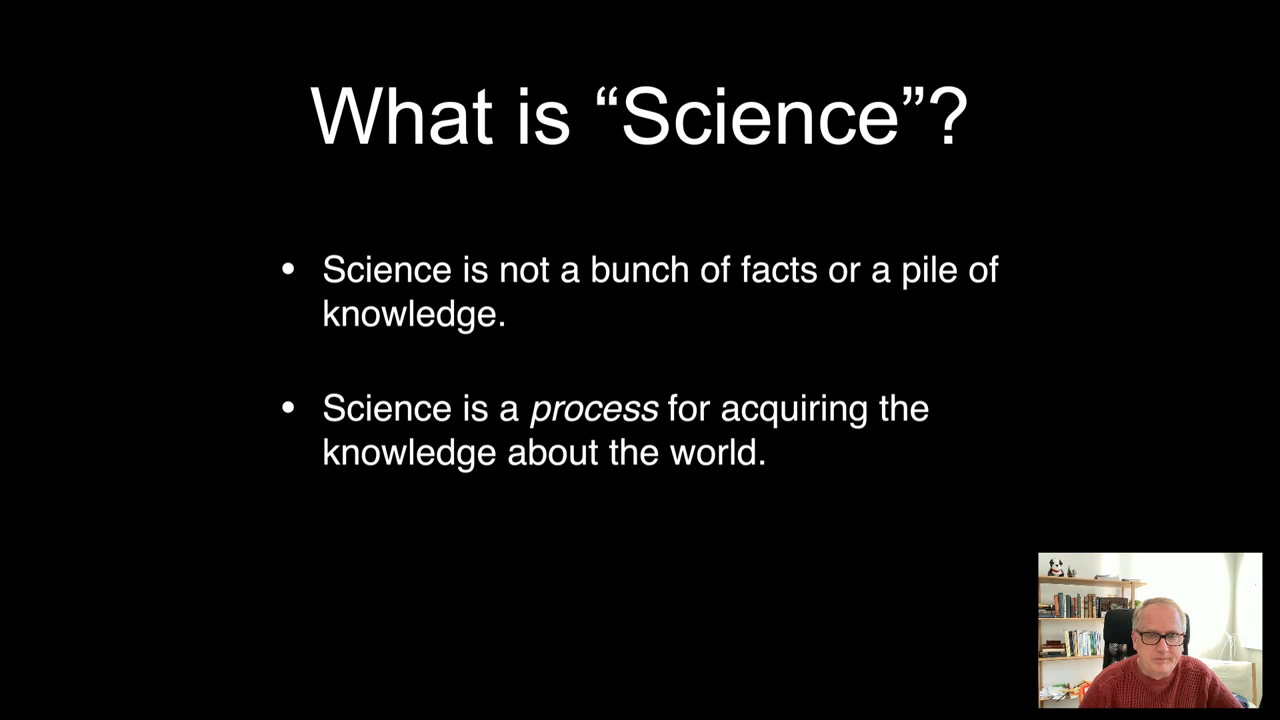 What is “Science”?
• Science is not a bunch of facts or a pile of
knowledge.
• Science is a process for acquiring the
knowledge about the world.